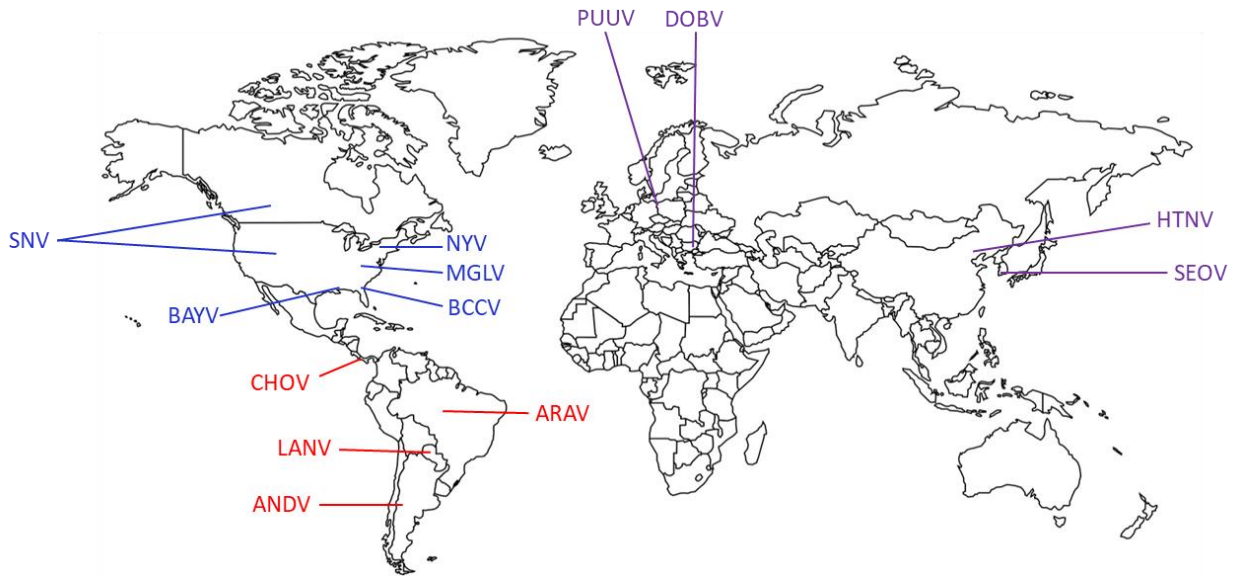 PUUV
DOBV
SNV
NYV
HTNV
MGLV
SEOV
BAYV
BCCV
CHOV
ARAV
LANV
ANDV